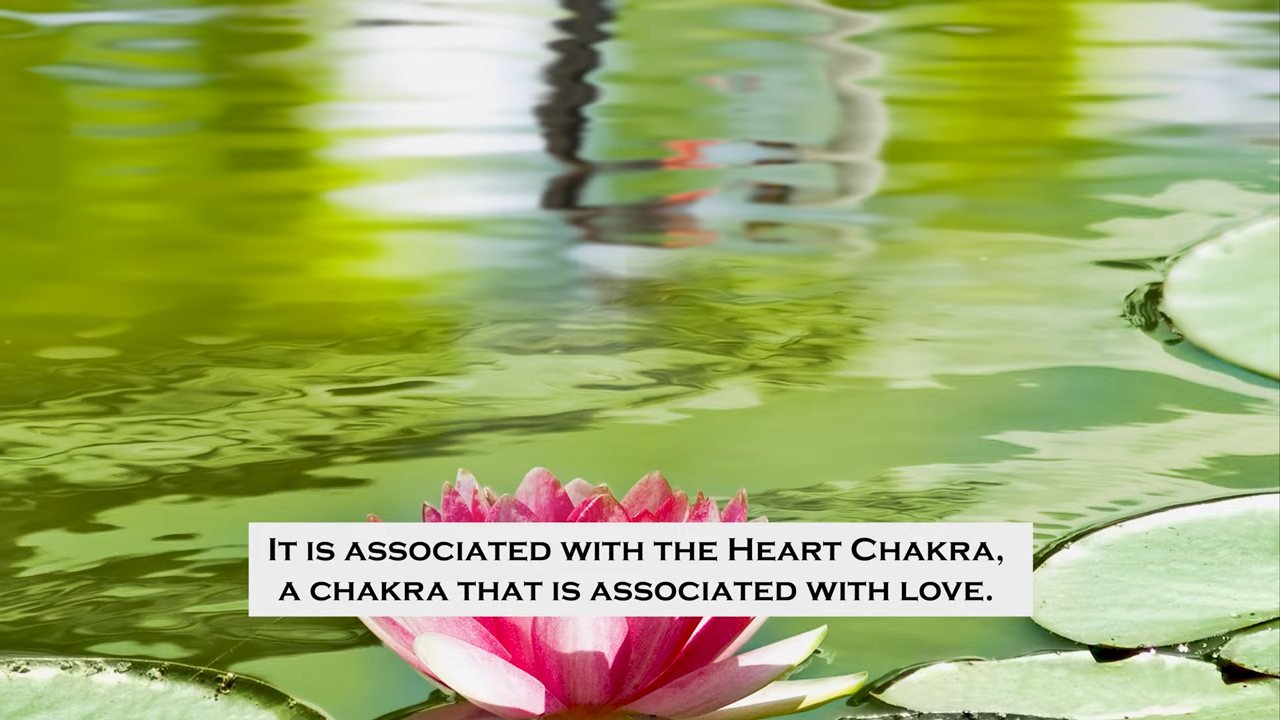 It is associated with the Heart Chakra,
a chakra that is associated with love.